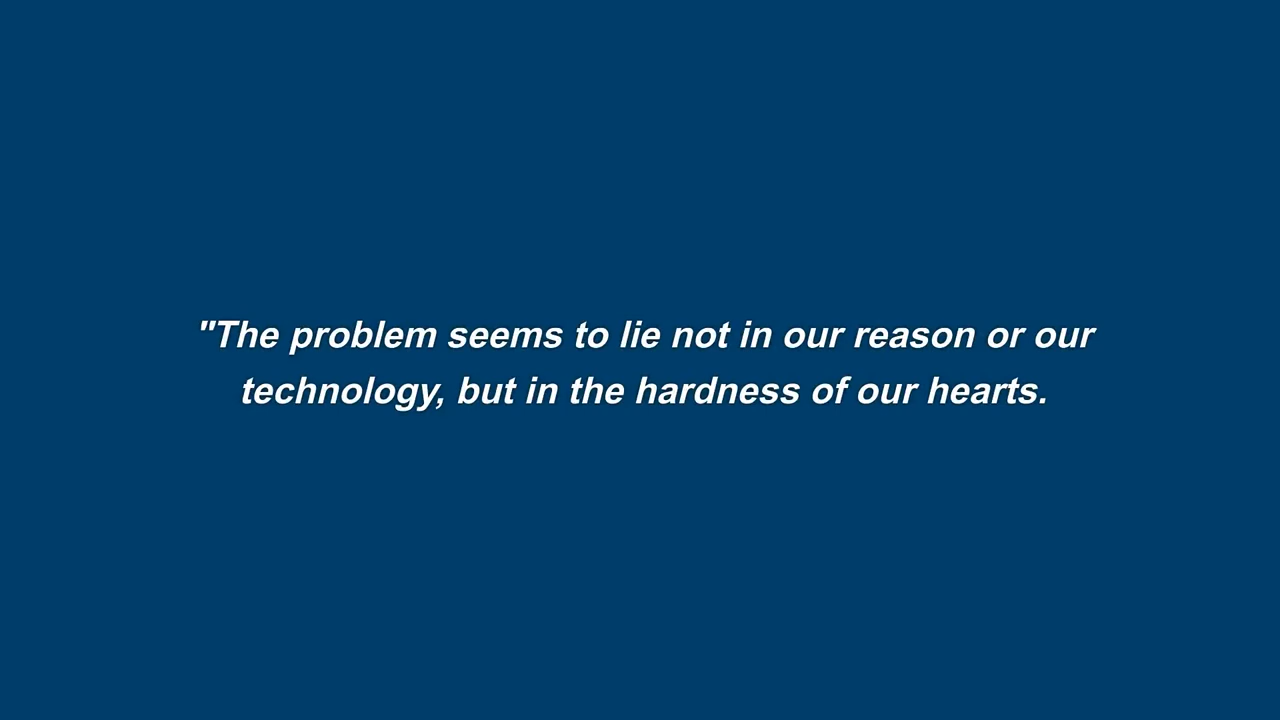 "The problem seems to lie not in our reason or our
technology, but in the hardness of our hearts.